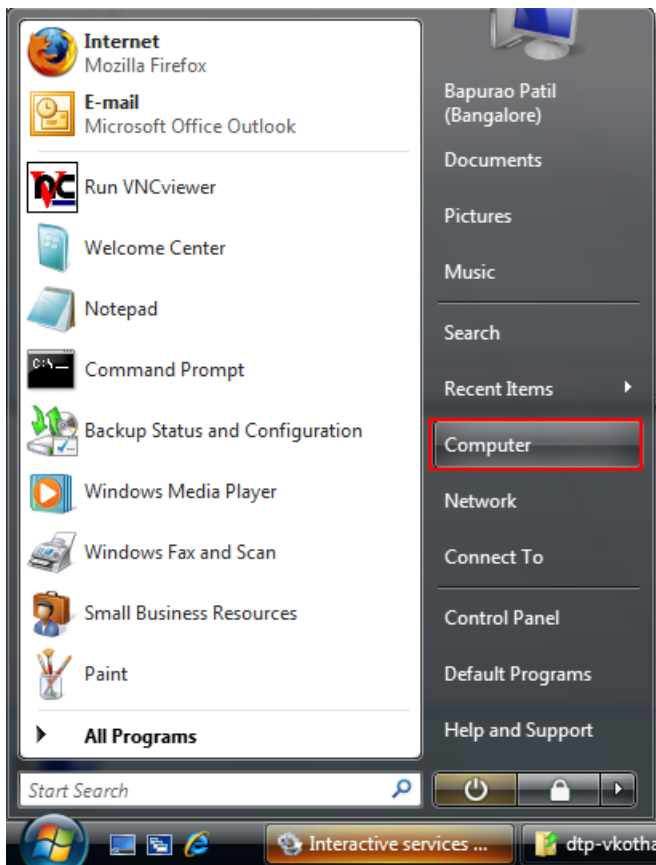 Internet
Mozilla Firefox
E-mail
Microsoft Office Outlook
Run VNCviewer
Welcome Center
Notepad
Command Prompt
Backup Status and Configuration
Windows Media Player
Windows Fax and Scan
Small Business Resources
Paint
All Programs
Start Search
Bapurao Patil
(Bangalore)
Documents
Pictures
Music
Search
Recent Items
Computer
Network
Connect To
Control Panel
Default Programs
Help and Support
Interactive services ...
dtp-vkotha